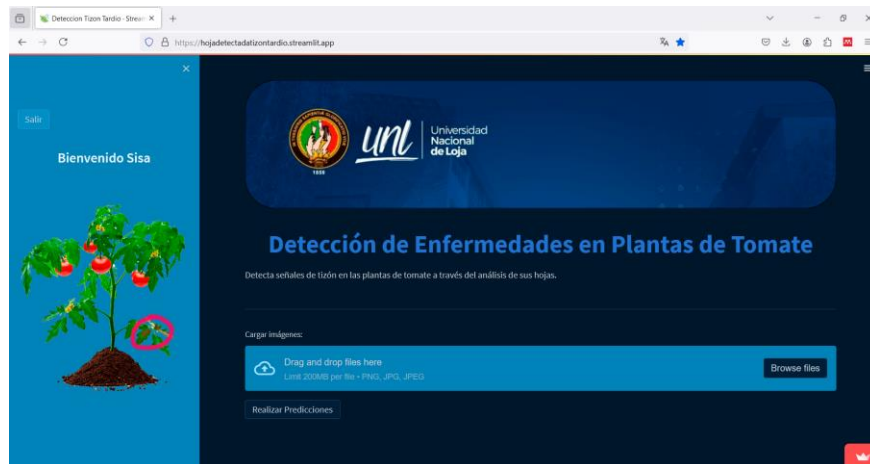 Deteccion Tizon Tardio · Stream
https://hojadetectadatizontardio.streamlit.app
Salir
Bienvenido Sisa
1859
unl
Universidad
Nacional
de Loja
Detección de Enfermedades en Plantas de Tomate
Detecta señales de tizón en las plantas de tomate a través del análisis de sus hojas.
Cargar imágenes:
Drag and drop files here
Limit 200MB per file • PNG, JPG, JPEG
Browse files
Realizar Predicciones